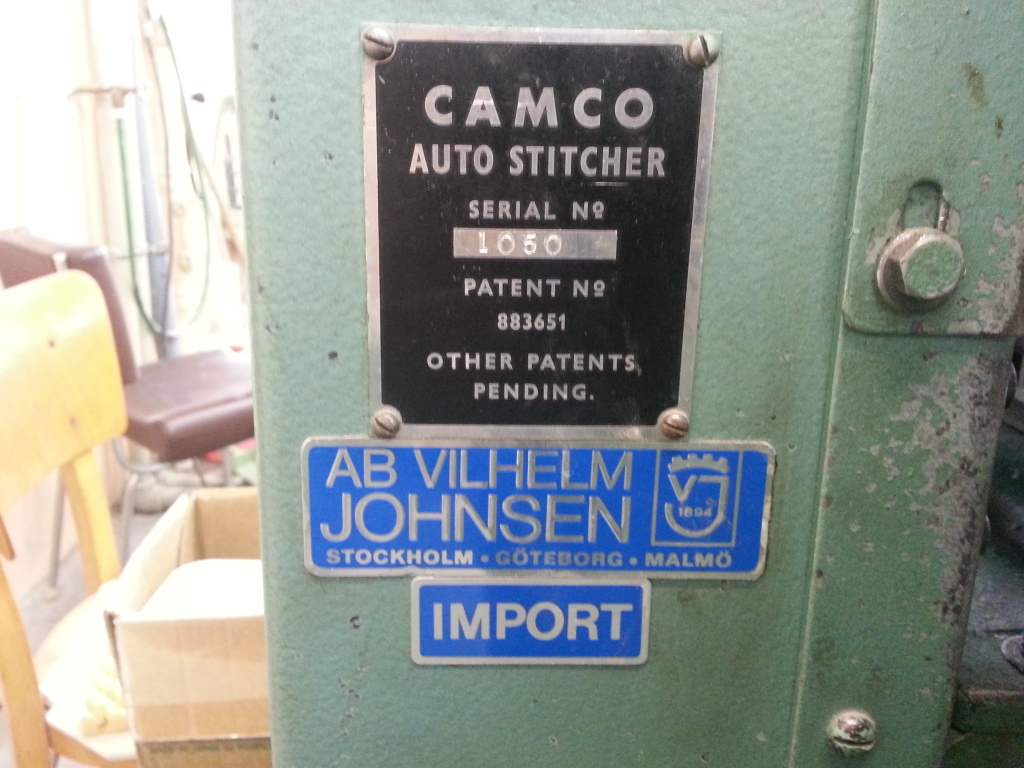 CAMCO
AUTO STITCHER
SERIAL Nº
1050
PATENT Nº
883651
OTHER PATENTS
PENDING.
AB VILHELM
JOHNSEN
VJ
1894
STOCKHOLM • GÖTEBORG • MALMÖ
IMPORT